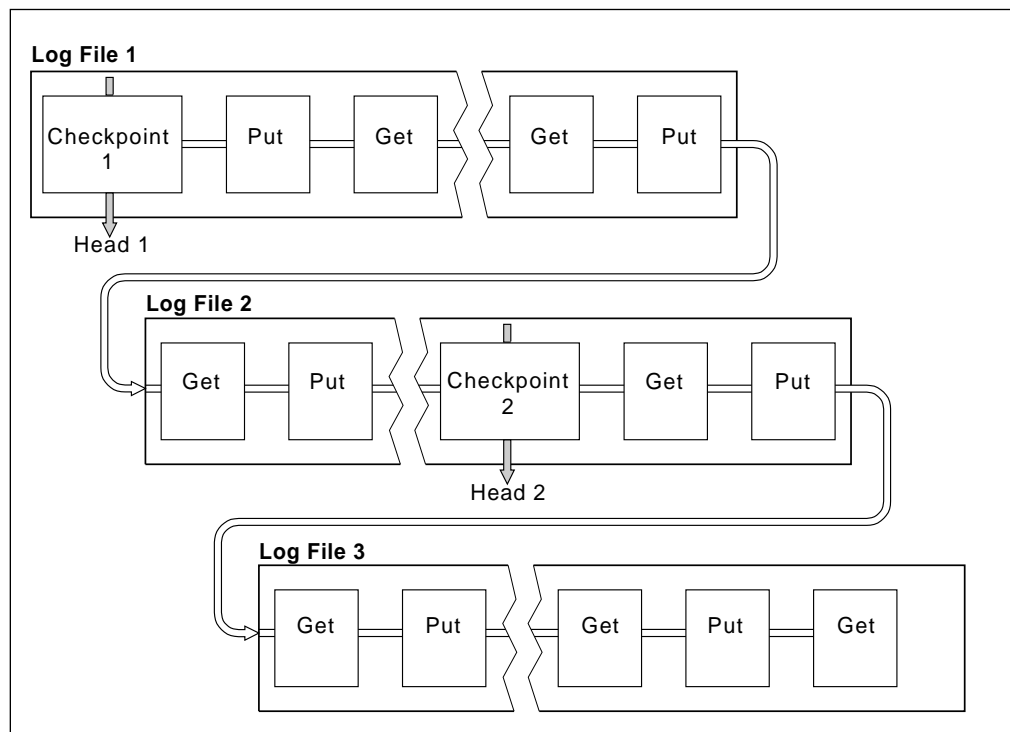 Log File 1
Checkpoint
1
Put
Get
Get
Put
Head 1
Log File 2
Get
Put
Checkpoint
2
Get
Put
Head 2
Log File 3
Get
Put
Get
Put
Get